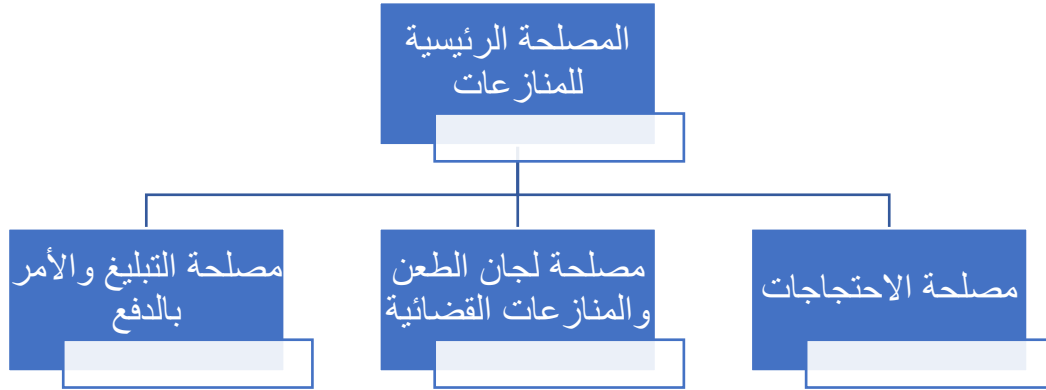 المصلحة الرئيسية
للمنازعات
مصلحة الاحتجاجات
مصلحة لجان الطعن
والمنازعات القضائية
مصلحة التبليغ والأمر
بالدفع